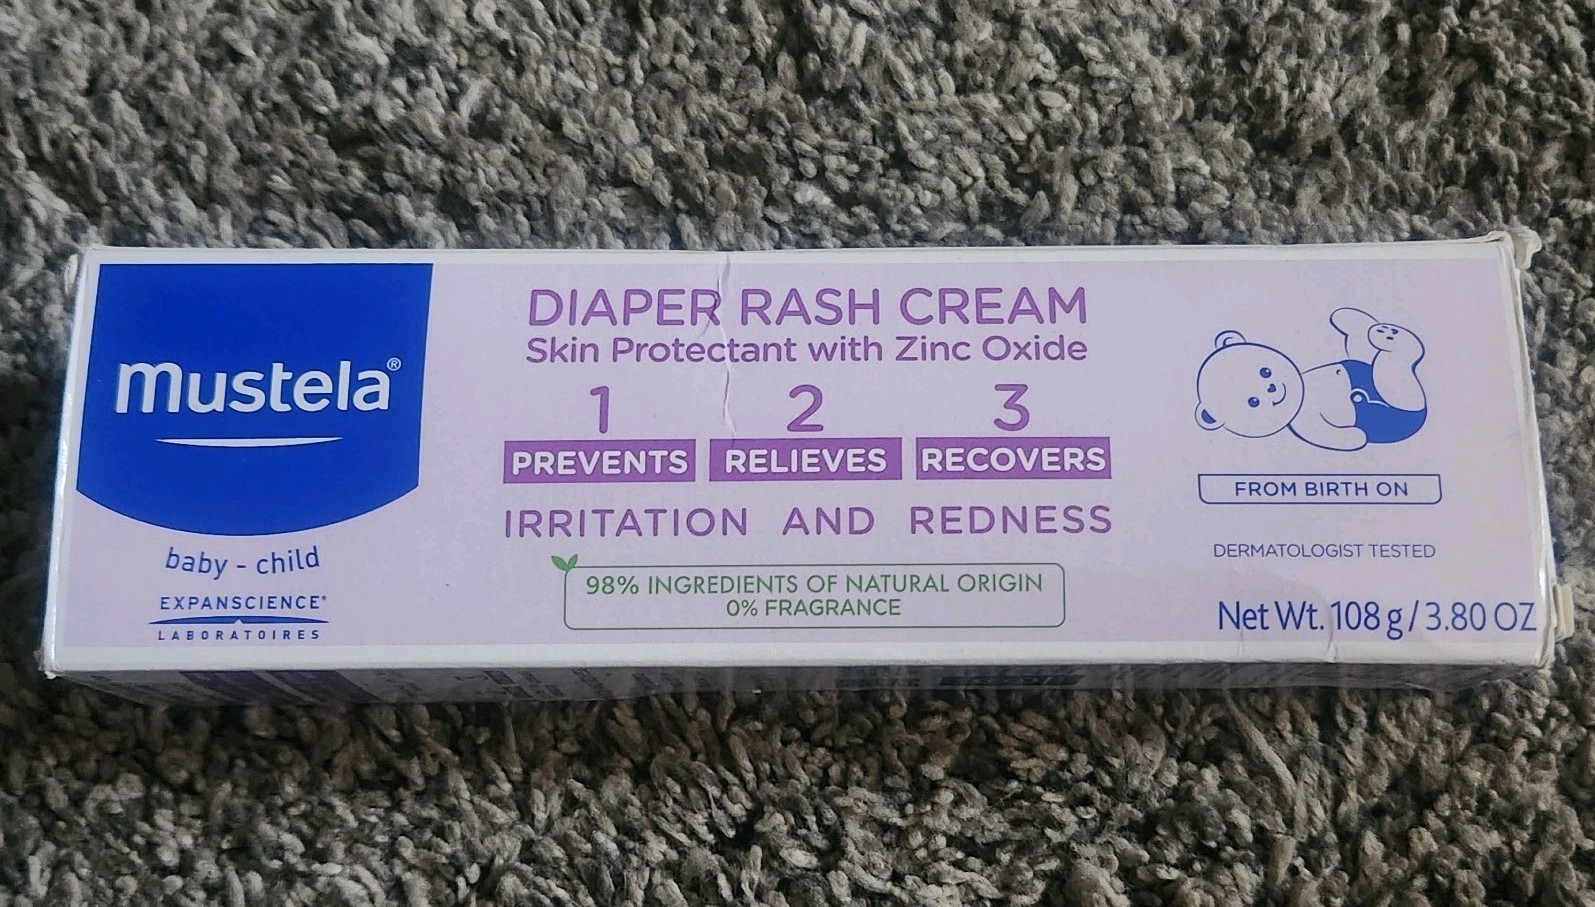 mustela®
baby - child
EXPANSCIENCE®
LABORATOIRES
DIAPER RASH CREAM
Skin Protectant with Zinc Oxide
1 2 3
PREVENTS RELIEVES RECOVERS
IRRITATION AND REDNESS
98% INGREDIENTS OF NATURAL ORIGIN
0% FRAGRANCE
FROM BIRTH ON
DERMATOLOGIST TESTED
Net Wt. 108 g / 3.80 OZ